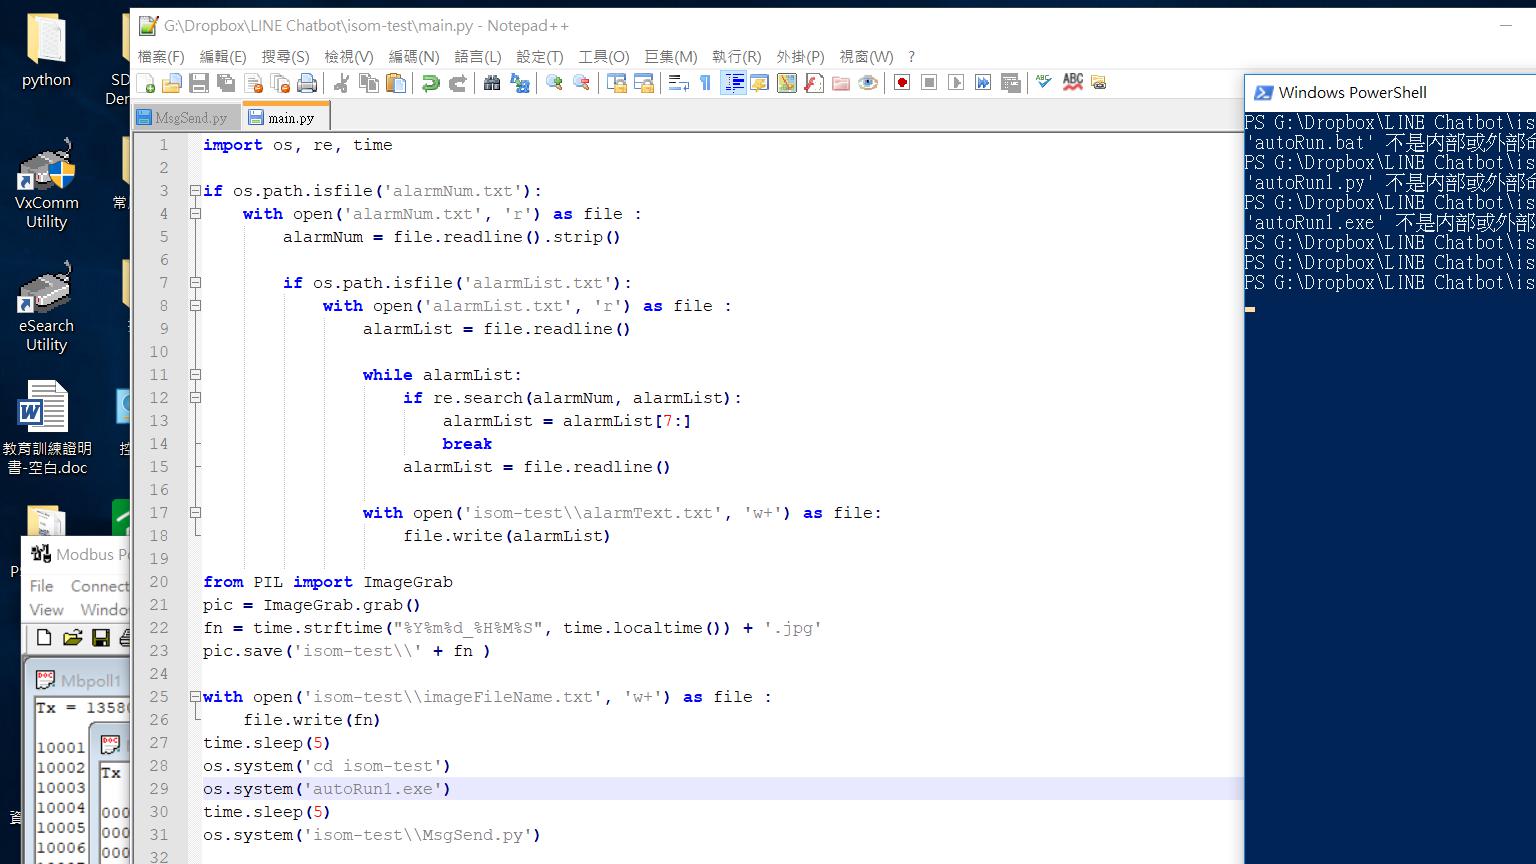 python
SD
Der
VxComm
Utility
eSearch
Utility
教育訓練證明
書-空白.doc
G:\Dropbox\LINE Chatbot\isom-test\main.py - Notepad++
檔案(F) 編輯(E) 搜尋(S) 檢視(V) 編碼(N) 語言(L) 設定(T) 工具(O) 巨集(M) 執行(R) 外掛(P) 視窗(W) ?
MsgSend.py main.py
1 import os, re, time
2
3 if os.path.isfile('alarmNum.txt'):
4 with open('alarmNum.txt', 'r') as file :
5 alarmNum = file.readline().strip()
6
7 if os.path.isfile('alarmList.txt'):
8 with open('alarmList.txt', 'r') as file :
9 alarmList = file.readline()
10
11 while alarmList:
12 if re.search(alarmNum, alarmList):
13 alarmList = alarmList[7:]
14 break
15 alarmList = file.readline()
16
17 with open('isom-test\\alarmText.txt', 'w+') as file:
18 file.write(alarmList)
19
20 from PIL import ImageGrab
21 pic = ImageGrab.grab()
22 fn = time.strftime("%Y%m%d_%H%M%S", time.localtime()) + '.jpg'
23 pic.save('isom-test\\' + fn )
24
25 with open('isom-test\\imageFileName.txt', 'w+') as file :
26 file.write(fn)
27 time.sleep(5)
28 os.system('cd isom-test')
29 os.system('autoRun1.exe')
30 time.sleep(5)
31 os.system('isom-test\\MsgSend.py')
32
Windows PowerShell
PS G:\Dropbox\LINE Chatbot\is
'autoRun.bat' 不是內部或外部命
PS G:\Dropbox\LINE Chatbot\is
'autoRun1.py' 不是內部或外部命
PS G:\Dropbox\LINE Chatbot\is
'autoRun1.exe' 不是內部或外部
PS G:\Dropbox\LINE Chatbot\is
PS G:\Dropbox\LINE Chatbot\is
PS G:\Dropbox\LINE Chatbot\is
Modbus Po
File Connect
View Windo
Mbpoll1
Tx = 1358
10001
10002
10003
10004
10005
10006
Tx
000
000
000